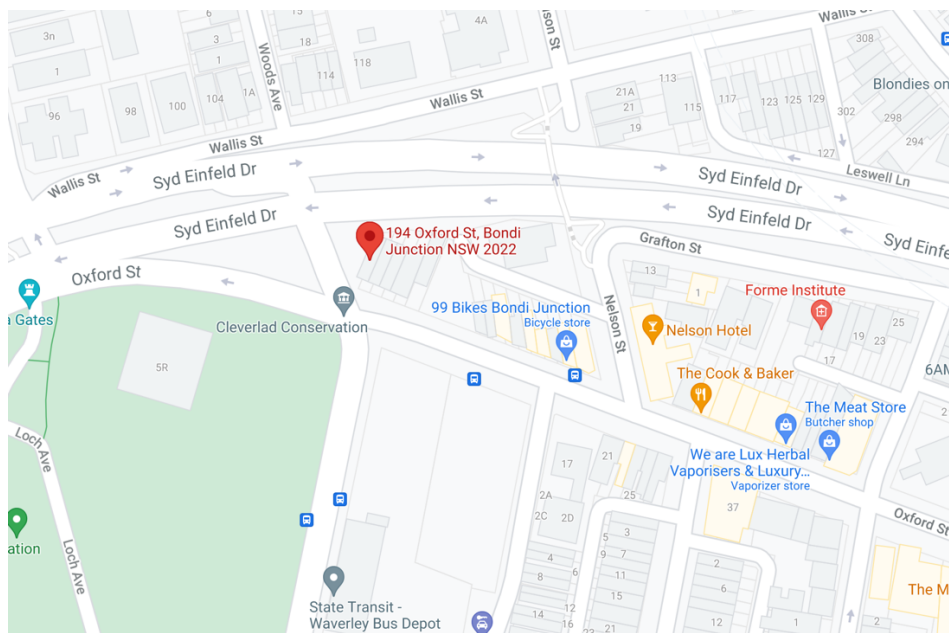 3n
6
3
1
18
4A
Nelson St
Wallis St
308
1
Woods Ave
114
118
Blondies on
96
98
100
104
1A
Wallis St
21A
21
19
113
115
117
123
125
129
302
298
294
127
Wallis St
Wallis St
Syd Einfeld Dr
Syd Einfeld Dr
Leswell Ln
Syd Einfeld Dr
Syd Einfeld Dr
Syd Einfe
194 Oxford St, Bondi
Junction NSW 2022
Grafton St
Oxford St
13
1
Forme Institute
a Gates
Cleverlad Conservation
99 Bikes Bondi Junction
Bicycle store
Nelson St
Nelson Hotel
25
23
19
17
5R
The Cook & Baker
6AM
The Meat Store
Butcher shop
2
We are Lux Herbal
Vaporisers & Luxury...
Vaporizer store
Loch Ave
17
21
25
2A
2C
2D
37
Oxford St
ation
Loch Ave
3
5
9
7
4
6
8
11
15
14
12
16
2
6
12
1
2
State Transit -
Waverley Bus Depot
The M